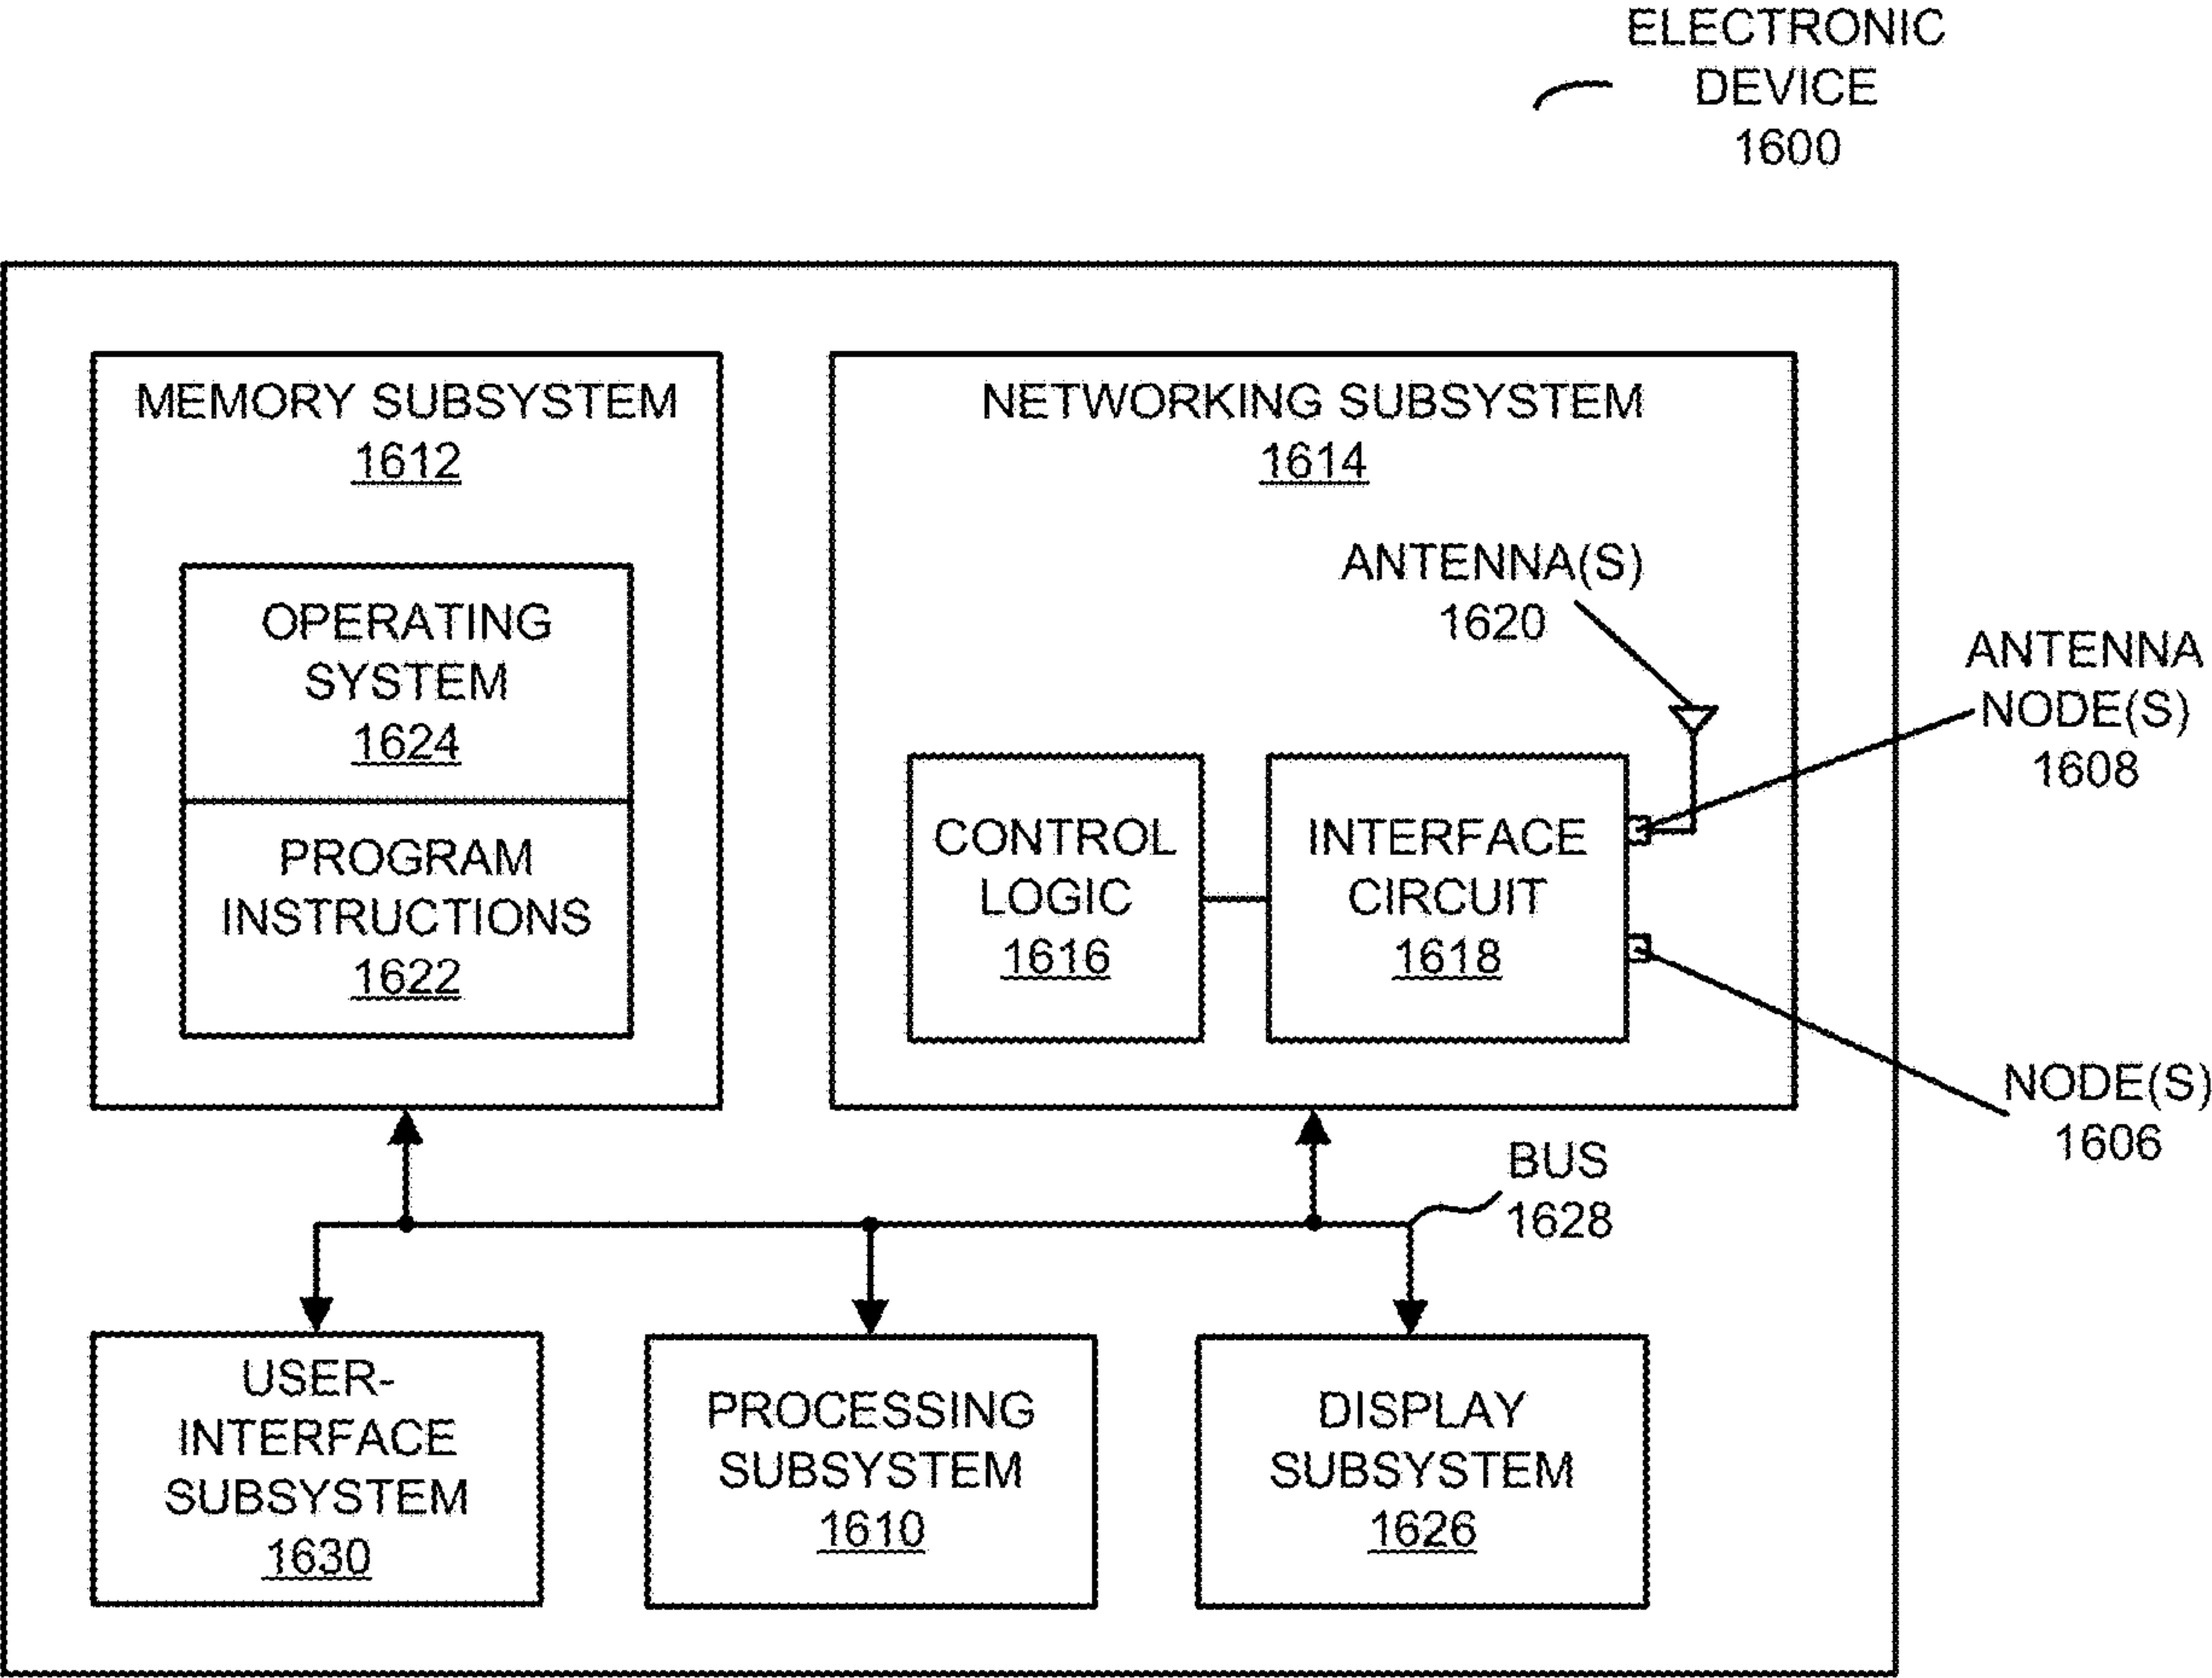 ELECTRONIC
DEVICE
1600
MEMORY SUBSYSTEM
1612
OPERATING
SYSTEM
1624
PROGRAM
INSTRUCTIONS
1622
NETWORKING SUBSYSTEM
1614
ANTENNA(S)
1620
CONTROL
LOGIC
1616
INTERFACE
CIRCUIT
1618
ANTENNA
NODE(S)
1608
NODE(S)
1606
BUS
1628
USER-
INTERFACE
SUBSYSTEM
1630
PROCESSING
SUBSYSTEM
1610
DISPLAY
SUBSYSTEM
1626